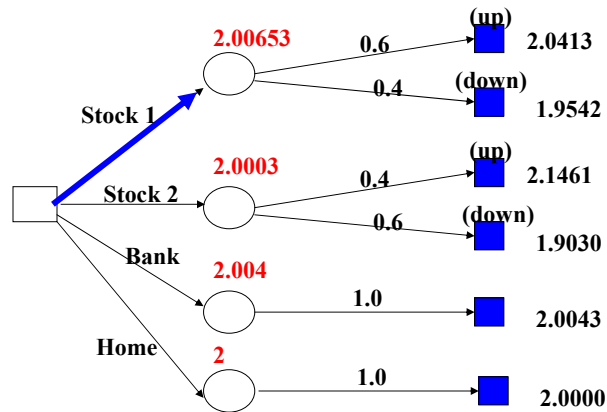 (up)
2.00653
0.6
2.0413
(down)
Stock 1
0.4
1.9542
(up)
2.0003
0.4
2.1461
Stock 2
(down)
0.6
1.9030
Bank
2.004
1.0
2.0043
Home
2
1.0
2.0000